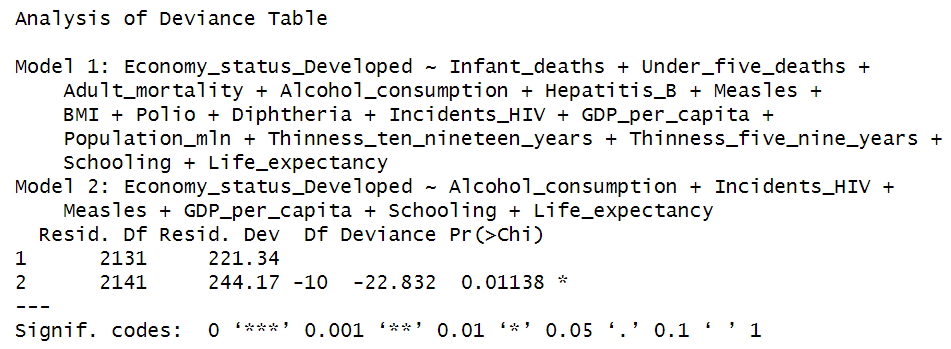 Analysis of Deviance Table

Model 1: Economy_status_Developed ~ Infant_deaths + Under_five_deaths +
    Adult_mortality + Alcohol_consumption + Hepatitis_B + Measles +
    BMI + Polio + Diphtheria + Incidents_HIV + GDP_per_capita +
    Population_mln + Thinness_ten_nineteen_years + Thinness_five_nine_years +
    Schooling + Life_expectancy
Model 2: Economy_status_Developed ~ Alcohol_consumption + Incidents_HIV +
    Measles + GDP_per_capita + Schooling + Life_expectancy
  Resid. Df Resid. Dev  Df Deviance Pr(>Chi)
1      2131     221.34
2      2141     244.17 -10  -22.832  0.01138 *
---
Signif. codes:  0 ‘***’ 0.001 ‘**’ 0.01 ‘*’ 0.05 ‘.’ 0.1 ‘ ’ 1